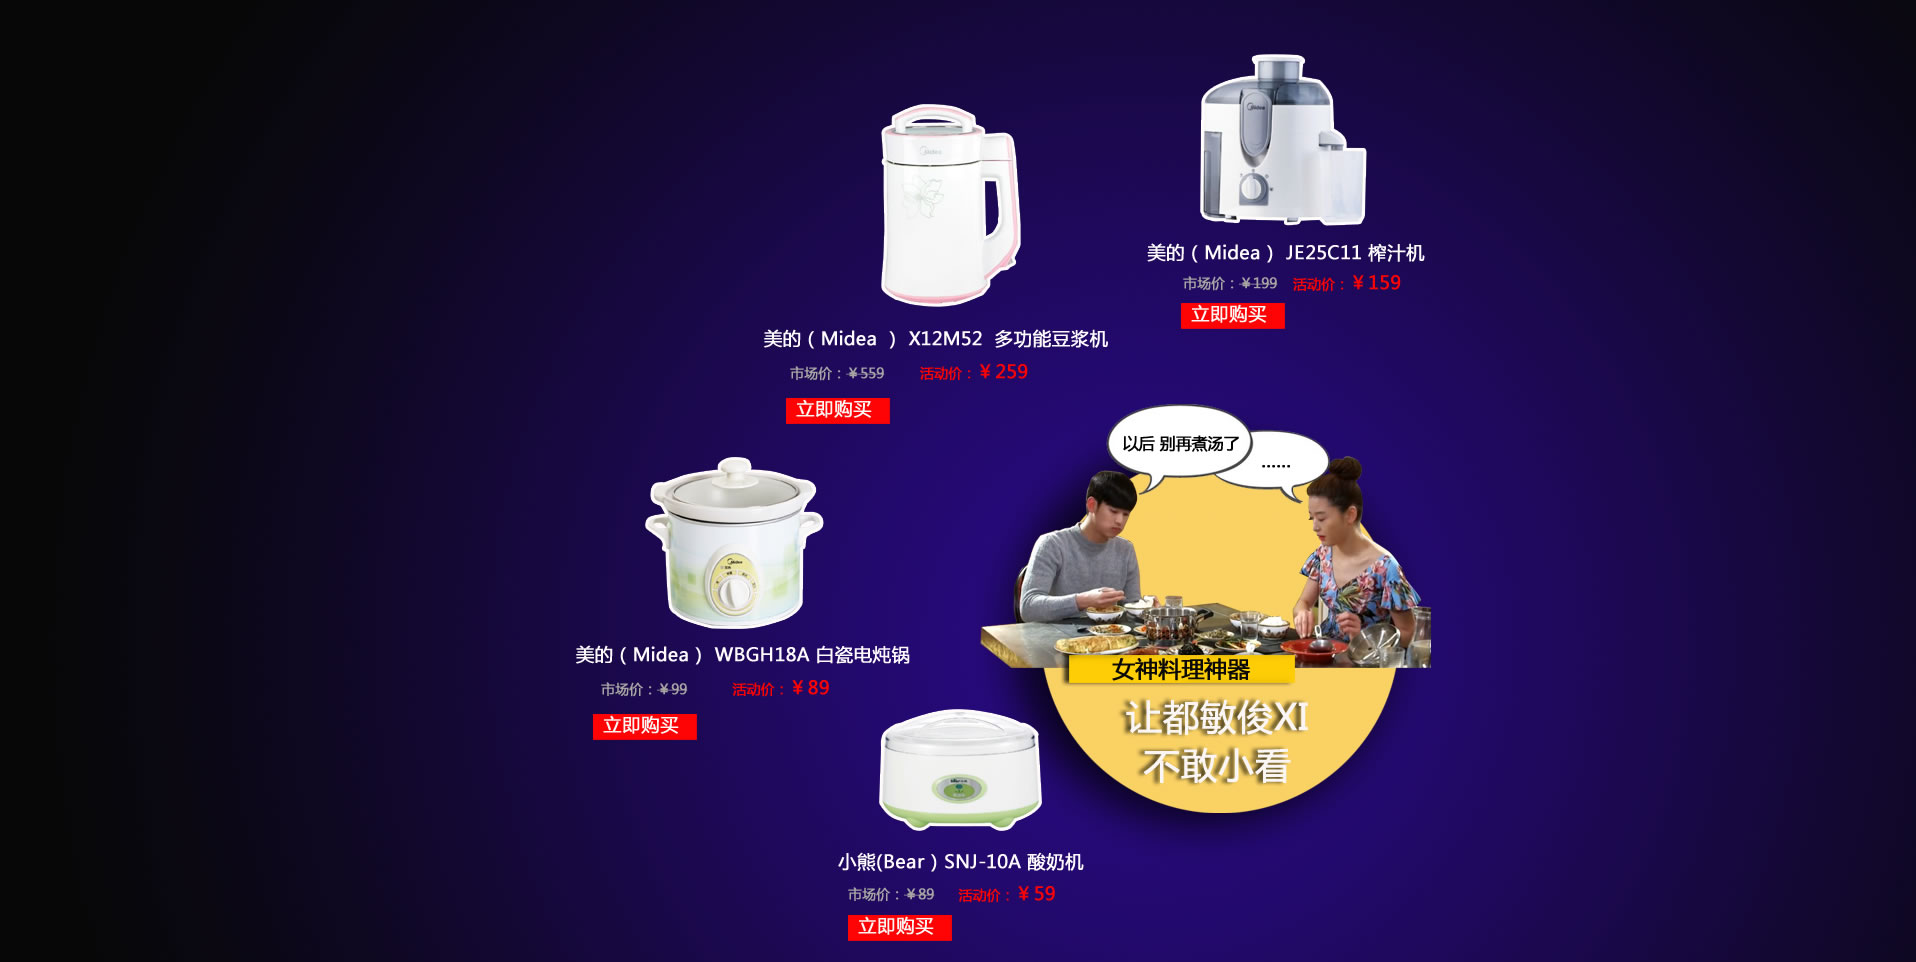 Midea
美的（Midea） JE25C11 榨汁机
市场价：￥199 活动价：￥159
立即购买
Midea
美的（Midea ） X12M52 多功能豆浆机
市场价：￥559 活动价：￥259
立即购买
以后 别再煮汤了
......
Midea
美的（Midea） WBGH18A 白瓷电炖锅
市场价：￥99 活动价：￥89
立即购买
女神料理神器
让都敏俊XI
不敢小看
小熊(Bear）SNJ-10A 酸奶机
市场价：￥89 活动价：￥59
立即购买